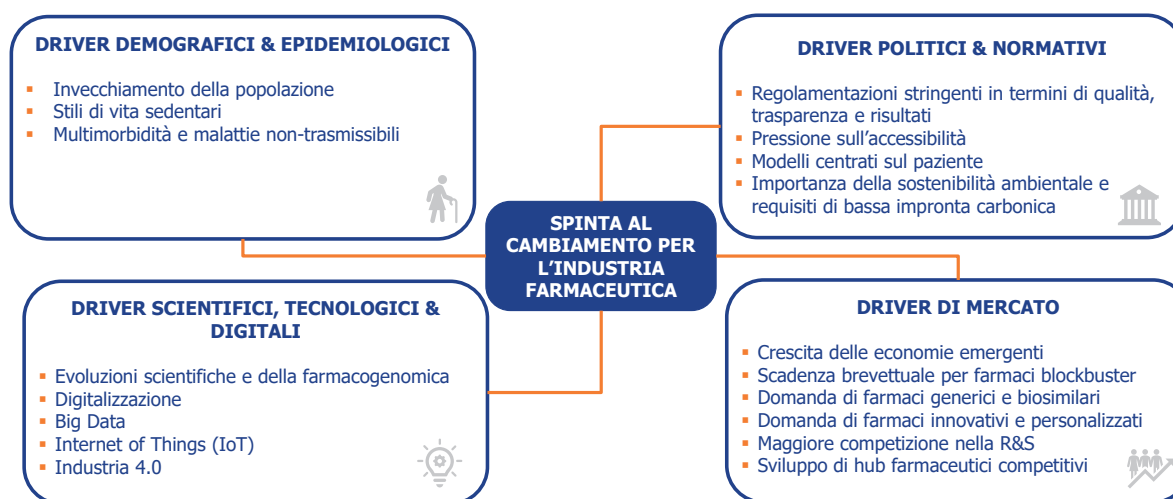 DRIVER DEMOGRAFICI & EPIDEMIOLOGICI
▪ Invecchiamento della popolazione
▪ Stili di vita sedentari
▪ Multimorbidità e malattie non-trasmissibili
DRIVER POLITICI & NORMATIVI
▪ Regolamentazioni stringenti in termini di qualità,
trasparenza e risultati
▪ Pressione sull’accessibilità
▪ Modelli centrati sul paziente
▪ Importanza della sostenibilità ambientale e
requisiti di bassa impronta carbonica
SPINTA AL
CAMBIAMENTO PER
L’INDUSTRIA
FARMACEUTICA
DRIVER SCIENTIFICI, TECNOLOGICI &
DIGITALI
▪ Evoluzioni scientifiche e della farmacogenomica
▪ Digitalizzazione
▪ Big Data
▪ Internet of Things (IoT)
▪ Industria 4.0
DRIVER DI MERCATO
▪ Crescita delle economie emergenti
▪ Scadenza brevettuale per farmaci blockbuster
▪ Domanda di farmaci generici e biosimilari
▪ Domanda di farmaci innovativi e personalizzati
▪ Maggiore competizione nella R&S
▪ Sviluppo di hub farmaceutici competitivi